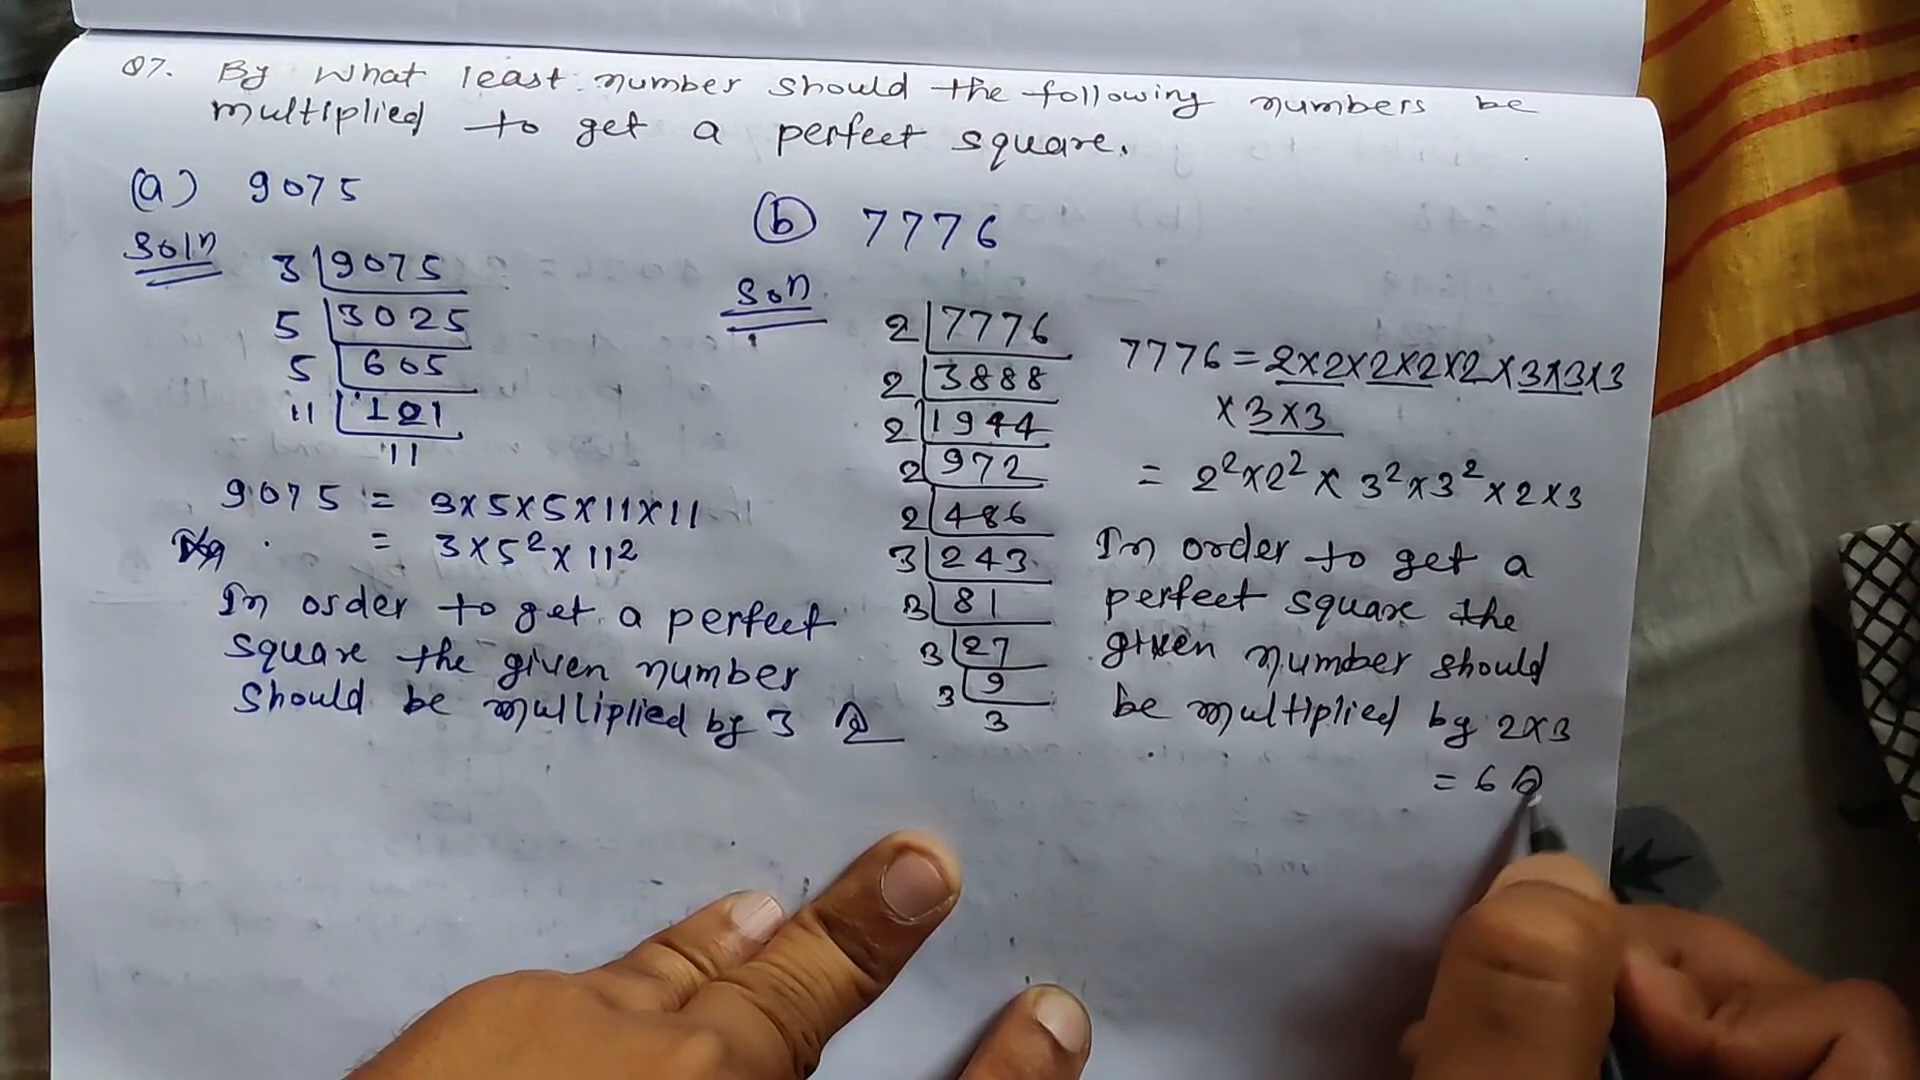 Q7. By what least number should the following numbers be
multiplied to get a perfect square.
(a) 9075
Soln
3 | 9075
5 | 3025
5 | 605
11 | 121
11
9075 = 3×5×5×11×11
= 3×5²×11²
In order to get a perfect
square the given number
should be multiplied by 3
(b) 7776
Son
2 | 7776
2 | 3888
2 | 1944
2 | 972
2 | 486
3 | 243
3 | 81
3 | 27
3 | 9
3
7776 = 2×2×2×2×2×3×3×3
×3×3
= 2²×2²×3²×3²×2×3
In order to get a
perfect square the
given number should
be multiplied by 2×3
= 6